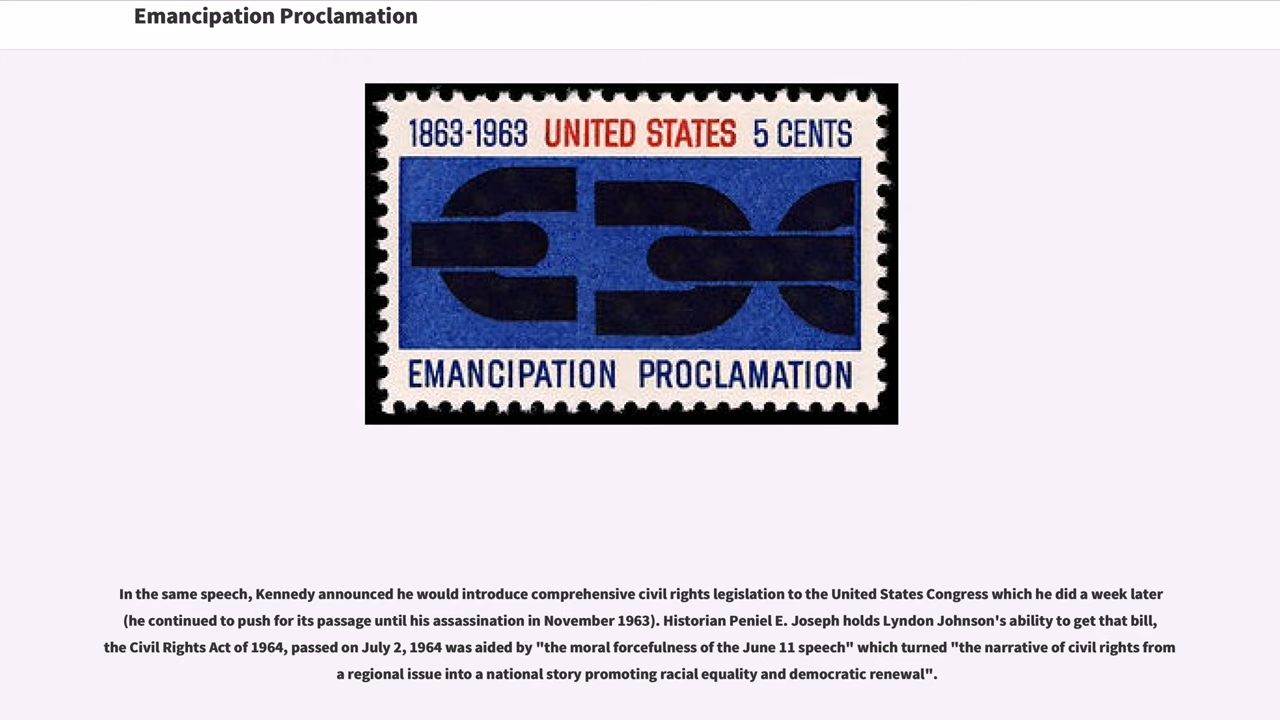 Emancipation Proclamation
1863-1963 UNITED STATES 5 CENTS
EMANCIPATION PROCLAMATION
In the same speech, Kennedy announced he would introduce comprehensive civil rights legislation to the United States Congress which he did a week later
(he continued to push for its passage until his assassination in November 1963). Historian Peniel E. Joseph holds Lyndon Johnson's ability to get that bill,
the Civil Rights Act of 1964, passed on July 2, 1964 was aided by "the moral forcefulness of the June 11 speech" which turned "the narrative of civil rights from
a regional issue into a national story promoting racial equality and democratic renewal".